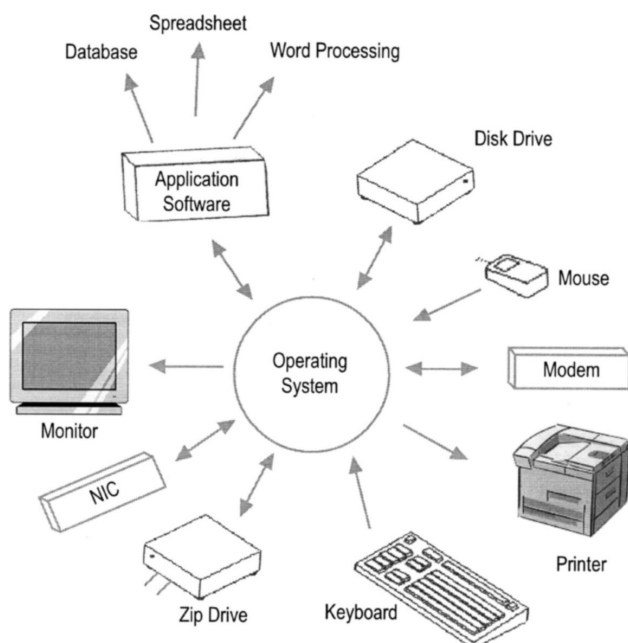 Spreadsheet
Database
Word Processing
Application
Software
Disk Drive
Mouse
Operating
System
Modem
Monitor
NIC
Printer
Zip Drive
Keyboard